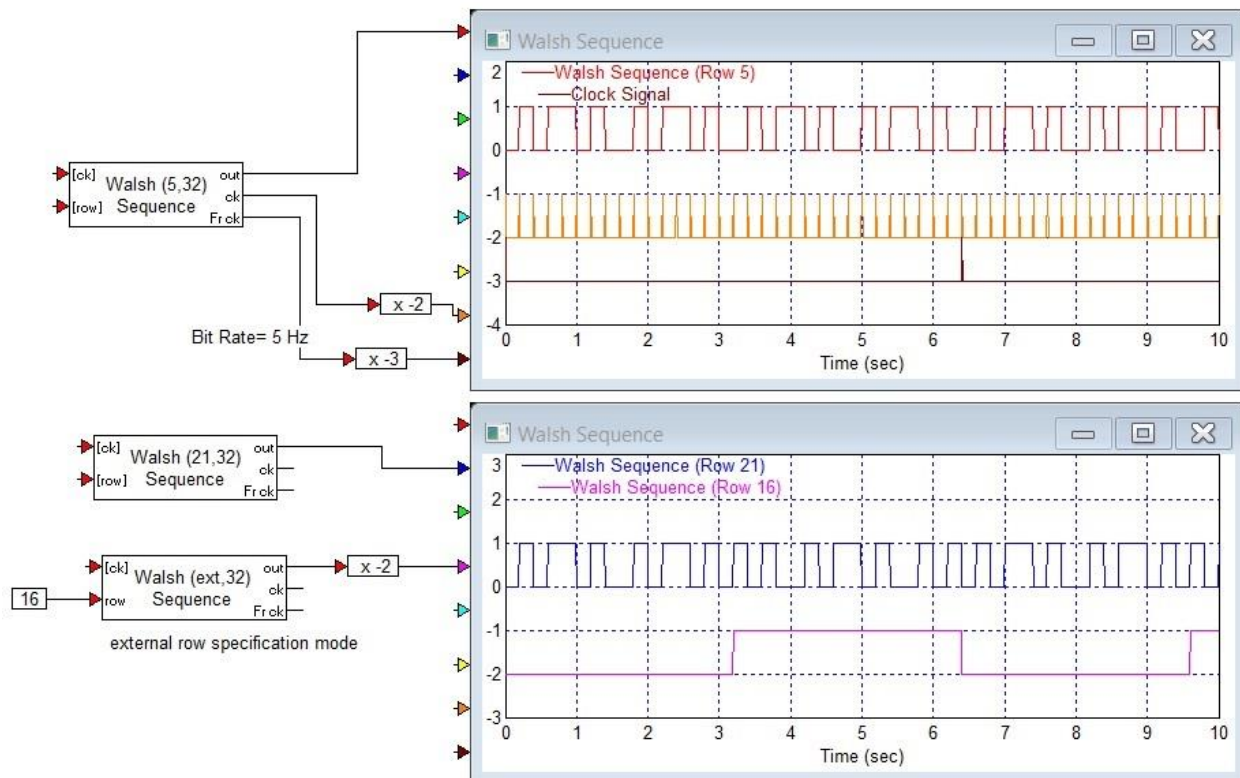 Walsh Sequence
2
Walsh Sequence (Row 5)
Clock Signal
1
0
-1
-2
-3
-4
0 1 2 3 4 5 6 7 8 9 10
Time (sec)
[ck] out
Walsh (5,32)
ck
[row] Sequence
Fr ck
x -2
Bit Rate= 5 Hz
x -3
Walsh Sequence
3
Walsh Sequence (Row 21)
Walsh Sequence (Row 16)
2
1
0
-1
-2
-3
0 1 2 3 4 5 6 7 8 9 10
Time (sec)
[ck] out
Walsh (21,32)
ck
[row] Sequence
Fr ck
[ck] out
Walsh (ext,32)
ck
row Sequence
Fr ck
x -2
16
external row specification mode